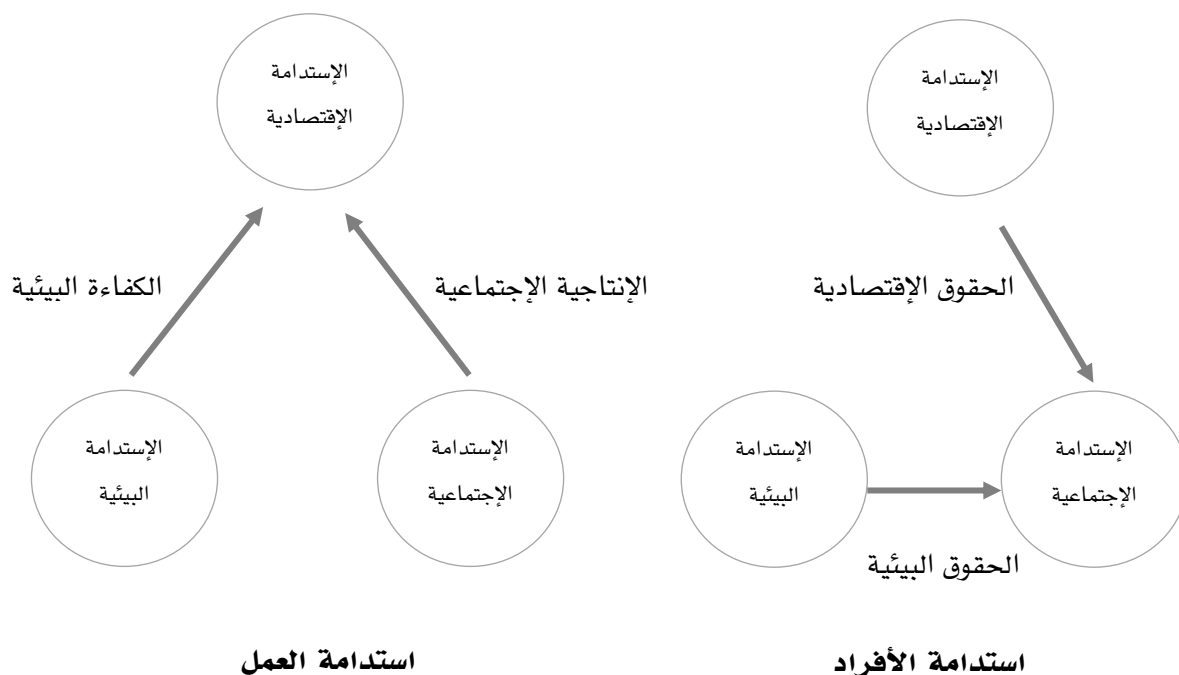 الإستدامة
الإقتصادية
الإستدامة
الإقتصادية
الحقوق الإقتصادية
الإنتاجية الإجتماعية
الكفاءة البيئية
الإستدامة
الإجتماعية
الإستدامة
البيئية
الإستدامة
الإجتماعية
الإستدامة
البيئية
الحقوق البيئية
استدامة الأفراد
استدامة العمل